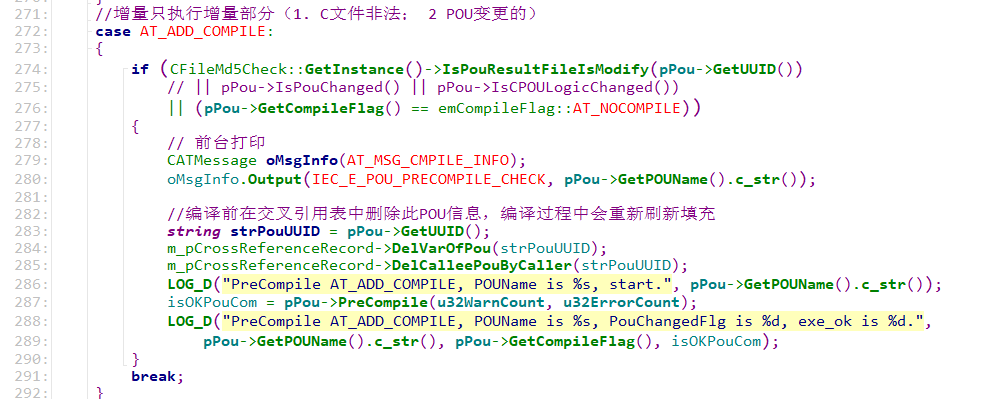 271: //增量只执行增量部分（1. C文件非法； 2 POU变更的）
272: case AT_ADD_COMPILE:
273: {
274: if (CFileMd5Check::GetInstance()->IsPouResultFileIsModify(pPou->GetUUID())
275: // || pPou->IsPouChanged() || pPou->IsCPOULogicChanged())
276: || (pPou->GetCompileFlag() == emCompileFlag::AT_NOCOMPILE))
277: {
278: // 前台打印
279: CATMessage oMsgInfo(AT_MSG_CMPILE_INFO);
280: oMsgInfo.Output(IEC_E_POU_PRECOMPILE_CHECK, pPou->GetPOUName().c_str());
281:
282: //编译前在交叉引用表中删除此POU信息，编译过程中会重新刷新填充
283: string strPouUUID = pPou->GetUUID();
284: m_pCrossReferenceRecord->DelVarOfPou(strPouUUID);
285: m_pCrossReferenceRecord->DelCalleePouByCaller(strPouUUID);
286: LOG_D("PreCompile AT_ADD_COMPILE, POUName is %s, start.", pPou->GetPOUName().c_str());
287: isOKPouCom = pPou->PreCompile(u32WarnCount, u32ErrorCount);
288: LOG_D("PreCompile AT_ADD_COMPILE, POUName is %s, PouChangedFlg is %d, exe_ok is %d.",
289: pPou->GetPOUName().c_str(), pPou->GetCompileFlag(), isOKPouCom);
290: }
291: break;
292: }